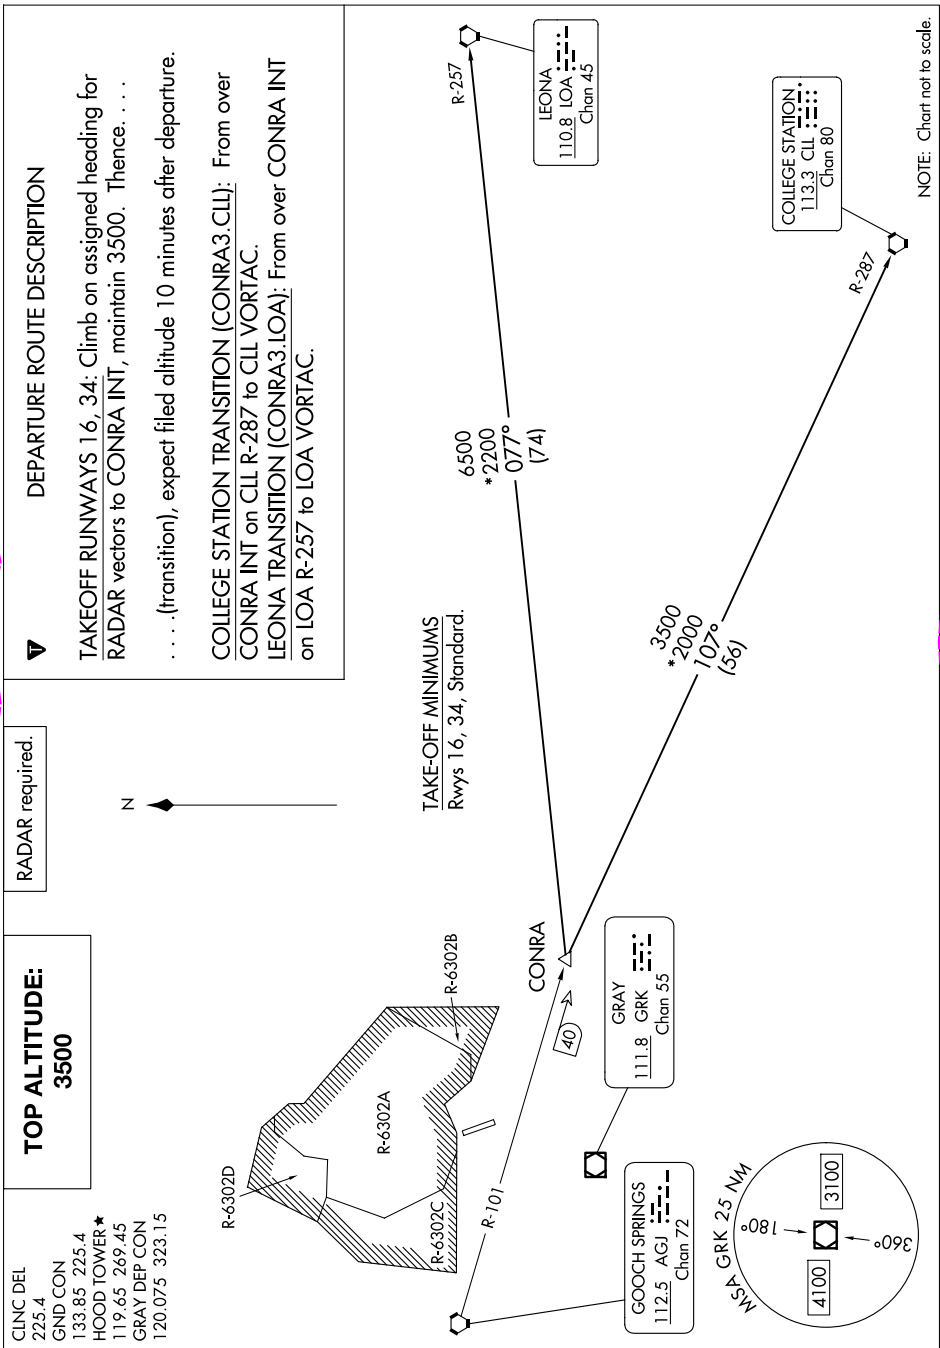 CLNC DEL
225.4
GND CON
133.85 225.4
HOOD TOWER★
119.65 269.45
GRAY DEP CON
120.075 323.15
TOP ALTITUDE:
3500
RADAR required.
DEPARTURE ROUTE DESCRIPTION
T
TAKEOFF RUNWAYS 16, 34: Climb on assigned heading for
RADAR vectors to CONRA INT, maintain 3500. Thence. . . .
. . . .(transition), expect filed altitude 10 minutes after departure.
COLLEGE STATION TRANSITION (CONRA3.CLL): From over
CONRA INT on CLL R-287 to CLL VORTAC.
LEONA TRANSITION (CONRA3.LOA): From over CONRA INT
on LOA R-257 to LOA VORTAC.
N
TAKE-OFF MINIMUMS
Rwys 16, 34, Standard.
R-6302D
R-6302A
R-6302B
R-6302C
LEONA
110.8 LOA
Chan 45
R-257
6500
*2200
077°
(74)
CONRA
R-101
40
GOOCH SPRINGS
112.5 AGJ
Chan 72
GRAY
111.8 GRK
Chan 55
3500
*2000
107°
(56)
R-287
COLLEGE STATION
113.3 CLL
Chan 80
MSA GRK 25 NM
180°
4100
3100
360°
NOTE: Chart not to scale.